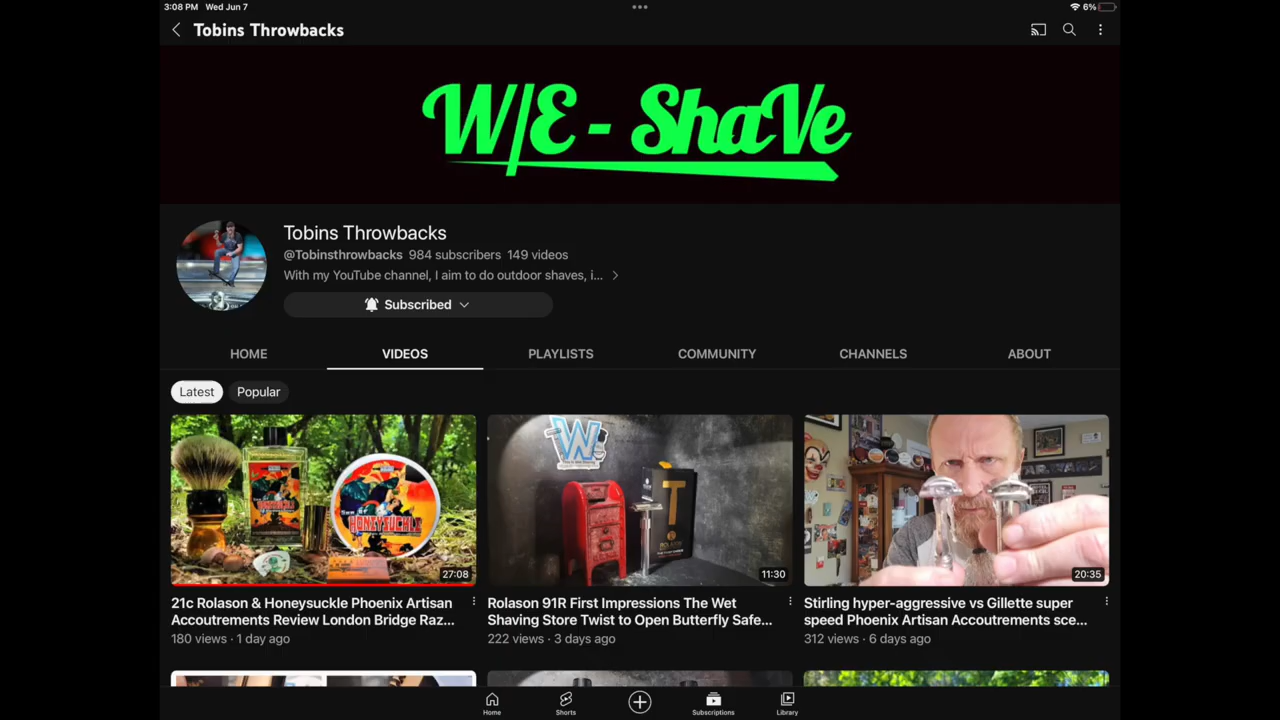 3:08 PM Wed Jun 7
6%
Tobins Throwbacks
W/E - ShaVe
Tobins Throwbacks
@Tobinsthrowbacks 984 subscribers 149 videos
With my YouTube channel, I aim to do outdoor shaves, i...
Subscribed
HOME VIDEOS PLAYLISTS COMMUNITY CHANNELS ABOUT
Latest Popular
HONEYSUCKLE
HONEYSUCKLE
27:08
W
T
11:30
20:35
21c Rolason & Honeysuckle Phoenix Artisan
Accoutrements Review London Bridge Raz...
180 views · 1 day ago
Rolason 91R First Impressions The Wet
Shaving Store Twist to Open Butterfly Safe...
222 views · 3 days ago
Stirling hyper-aggressive vs Gillette super
speed Phoenix Artisan Accoutrements sce...
312 views · 6 days ago
Home Shorts Subscriptions Library